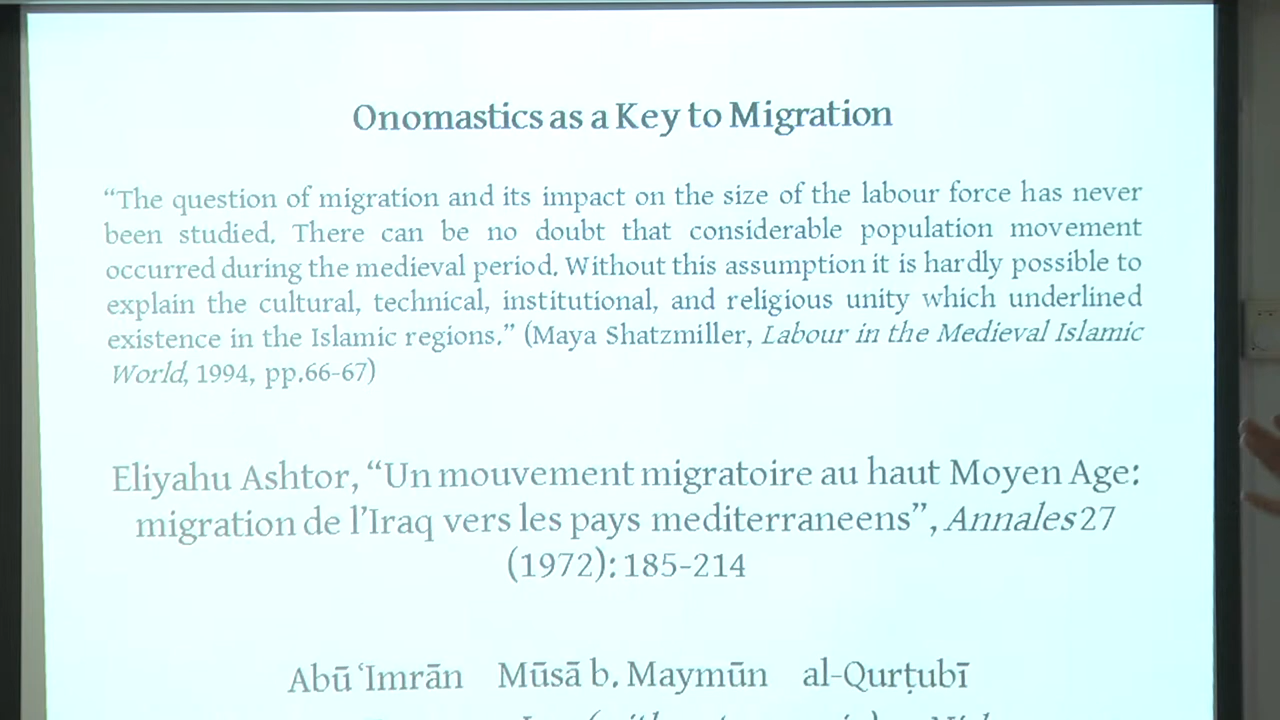 Onomastics as a Key to Migration
“The question of migration and its impact on the size of the labour force has never
been studied. There can be no doubt that considerable population movement
occurred during the medieval period. Without this assumption it is hardly possible to
explain the cultural, technical, institutional, and religious unity which underlined
existence in the Islamic regions.” (Maya Shatzmiller, Labour in the Medieval Islamic
World, 1994, pp.66-67)
Eliyahu Ashtor, “Un mouvement migratoire au haut Moyen Age:
migration de l’Iraq vers les pays mediterraneens”, Annales 27
(1972): 185-214
Abū ‘Imrān Mūsā b. Maymūn al-Qurṭubī